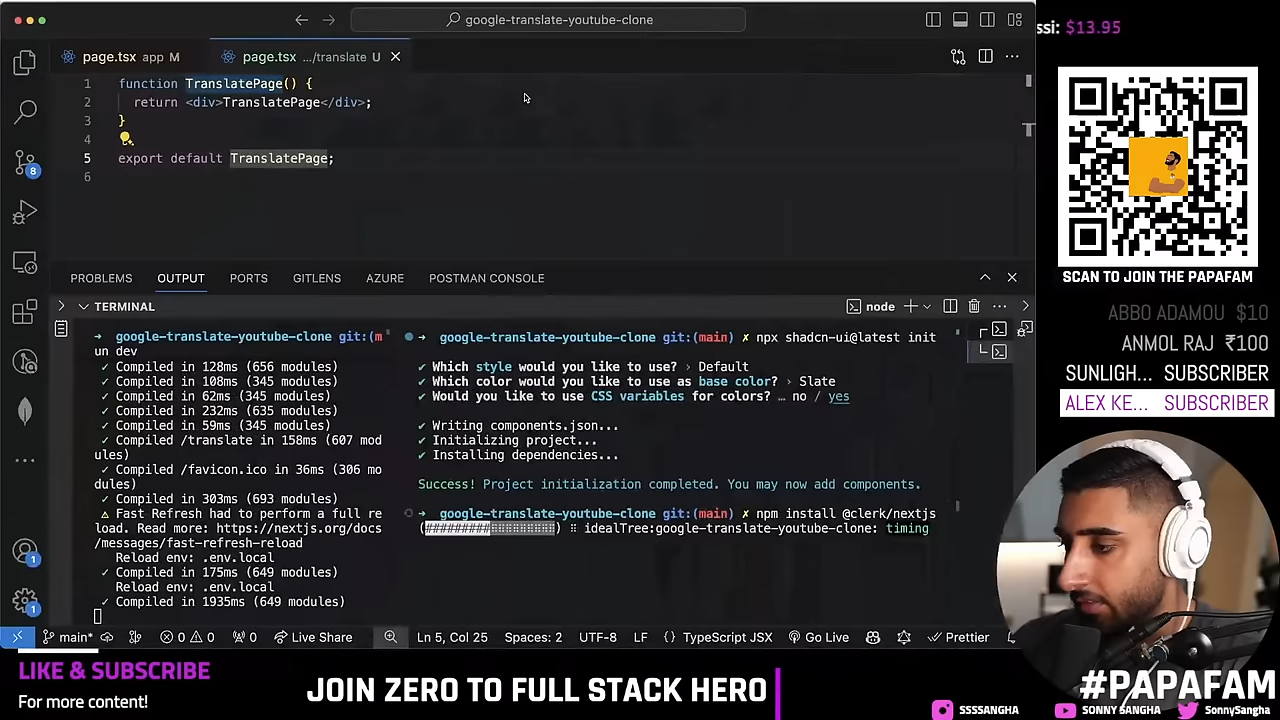 google-translate-youtube-clone
ssi: $13.95
page.tsx app M
page.tsx .../translate U
1 function TranslatePage() {
2 return <div>TranslatePage</div>;
3 }
4
5 export default TranslatePage;
6
SCAN TO JOIN THE PAPAFAM
ABBO ADAMOU $10
ANMOL RAJ ₹100
SUNLIGH... SUBSCRIBER
ALEX KE... SUBSCRIBER
8
PROBLEMS OUTPUT PORTS GITLENS AZURE POSTMAN CONSOLE
TERMINAL
node
➜ google-translate-youtube-clone git:(m
un dev
✓ Compiled in 128ms (656 modules)
✓ Compiled in 108ms (345 modules)
✓ Compiled in 62ms (345 modules)
✓ Compiled in 232ms (635 modules)
✓ Compiled in 59ms (345 modules)
✓ Compiled /translate in 158ms (607 mod
ules)
✓ Compiled /favicon.ico in 36ms (306 mo
dules)
✓ Compiled in 303ms (693 modules)
⚠ Fast Refresh had to perform a full re
load. Read more: https://nextjs.org/docs
/messages/fast-refresh-reload
Reload env: .env.local
✓ Compiled in 175ms (649 modules)
Reload env: .env.local
✓ Compiled in 1935ms (649 modules)
➜ google-translate-youtube-clone git:(main) ✗ npx shadcn-ui@latest init
✔ Which style would you like to use? › Default
✔ Which color would you like to use as base color? › Slate
✔ Would you like to use CSS variables for colors? … no / yes
✔ Writing components.json...
✔ Initializing project...
✔ Installing dependencies...
Success! Project initialization completed. You may now add components.
➜ google-translate-youtube-clone git:(main) ✗ npm install @clerk/nextjs
(#########⠂⠂⠂⠂⠂⠂⠂⠂⠂) ⠸ idealTree:google-translate-youtube-clone: timing
1
1
main* 0 0 0 Live Share Ln 5, Col 25 Spaces: 2 UTF-8 LF {} TypeScript JSX Go Live Prettier
LIKE & SUBSCRIBE
For more content!
JOIN ZERO TO FULL STACK HERO
#PAPAFAM
SSSSANGHA SONNY SANGHA SonnySangha